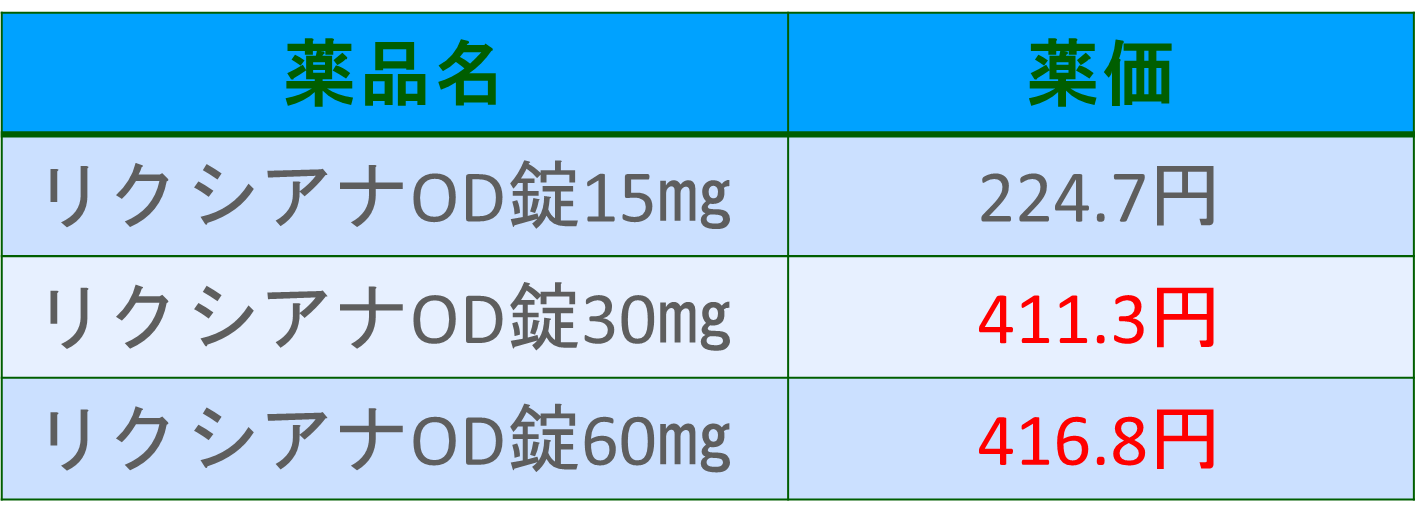 薬品名 薬価
リクシアナOD錠15㎎ 224.7円
リクシアナOD錠30㎎ 411.3円
リクシアナOD錠60㎎ 416.8円